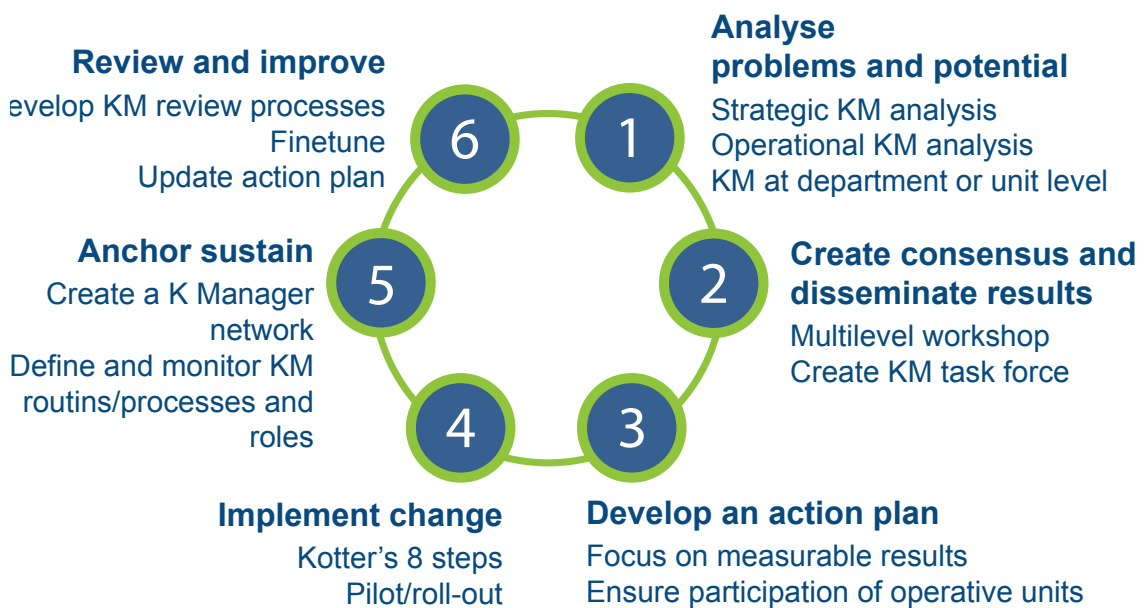 1
Analyse
problems and potential
Strategic KM analysis
Operational KM analysis
KM at department or unit level
2
Create consensus and
disseminate results
Multilevel workshop
Create KM task force
3
Develop an action plan
Focus on measurable results
Ensure participation of operative units
4
Implement change
Kotter's 8 steps
Pilot/roll-out
5
Anchor sustain
Create a K Manager
network
Define and monitor KM
routins/processes and
roles
6
Review and improve
evelop KM review processes
Finetune
Update action plan